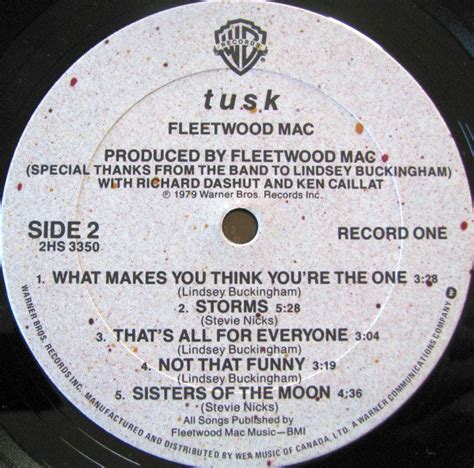 WB
RECORDS
tusk
FLEETWOOD MAC
PRODUCED BY FLEETWOOD MAC
(SPECIAL THANKS FROM THE BAND TO LINDSEY BUCKINGHAM)
WITH RICHARD DASHUT AND KEN CAILLAT
℗ 1979 Warner Bros. Records Inc.
SIDE 2
2HS 3350
RECORD ONE
1. WHAT MAKES YOU THINK YOU'RE THE ONE 3:28
(Lindsey Buckingham)
2. STORMS 5:28
(Stevie Nicks)
3. THAT'S ALL FOR EVERYONE 3:04
(Lindsey Buckingham)
4. NOT THAT FUNNY 3:19
(Lindsey Buckingham)
5. SISTERS OF THE MOON 4:36
(Stevie Nicks)
All Songs Published by
Fleetwood Mac Music—BMI
WARNER BROS. RECORDS INC. MANUFACTURED AND DISTRIBUTED BY WEA MUSIC OF CANADA, LTD. A WARNER COMMUNICATIONS COMPANY